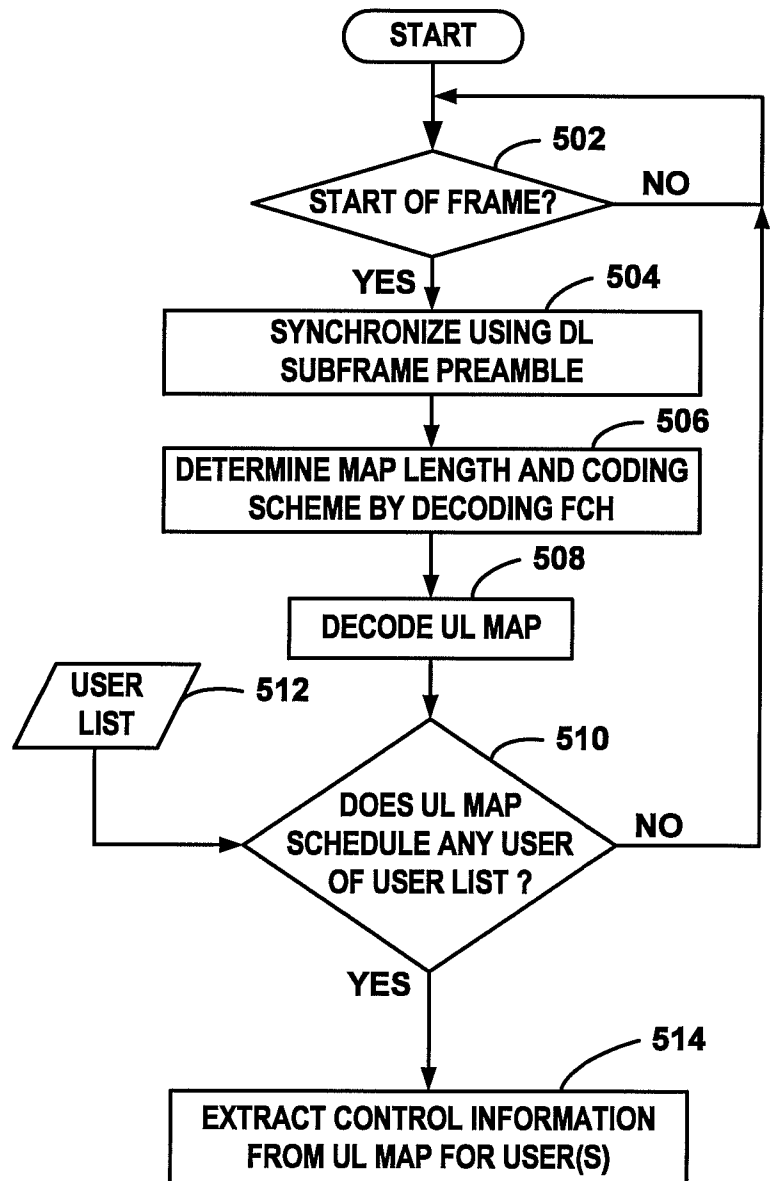 START
502
START OF FRAME?
NO
YES
504
SYNCHRONIZE USING DL
SUBFRAME PREAMBLE
506
DETERMINE MAP LENGTH AND CODING
SCHEME BY DECODING FCH
508
DECODE UL MAP
USER
LIST
512
510
DOES UL MAP
SCHEDULE ANY USER
OF USER LIST ?
NO
YES
514
EXTRACT CONTROL INFORMATION
FROM UL MAP FOR USER(S)